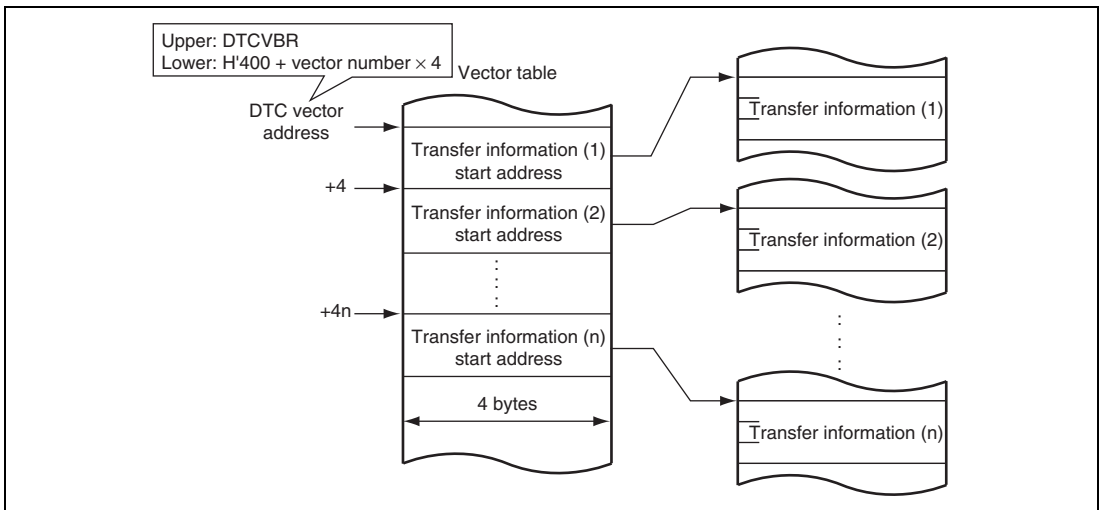 Upper: DTCVBR
Lower: H'400 + vector number × 4
Vector table
DTC vector
address
Transfer information (1)
start address
+4
Transfer information (2)
start address
+4n
Transfer information (n)
start address
4 bytes
Transfer information (1)
Transfer information (2)
Transfer information (n)